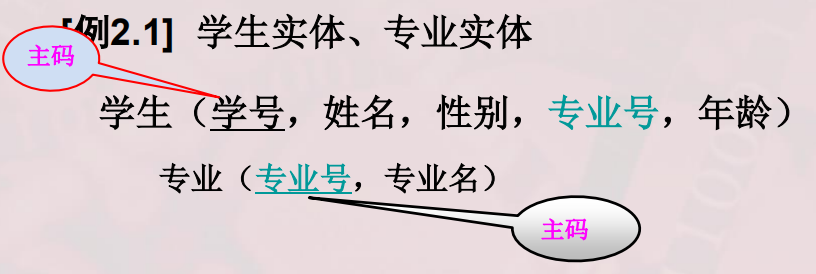 [例2.1] 学生实体、专业实体
主码
学生（学号，姓名，性别，专业号，年龄）
专业（专业号，专业名）
主码